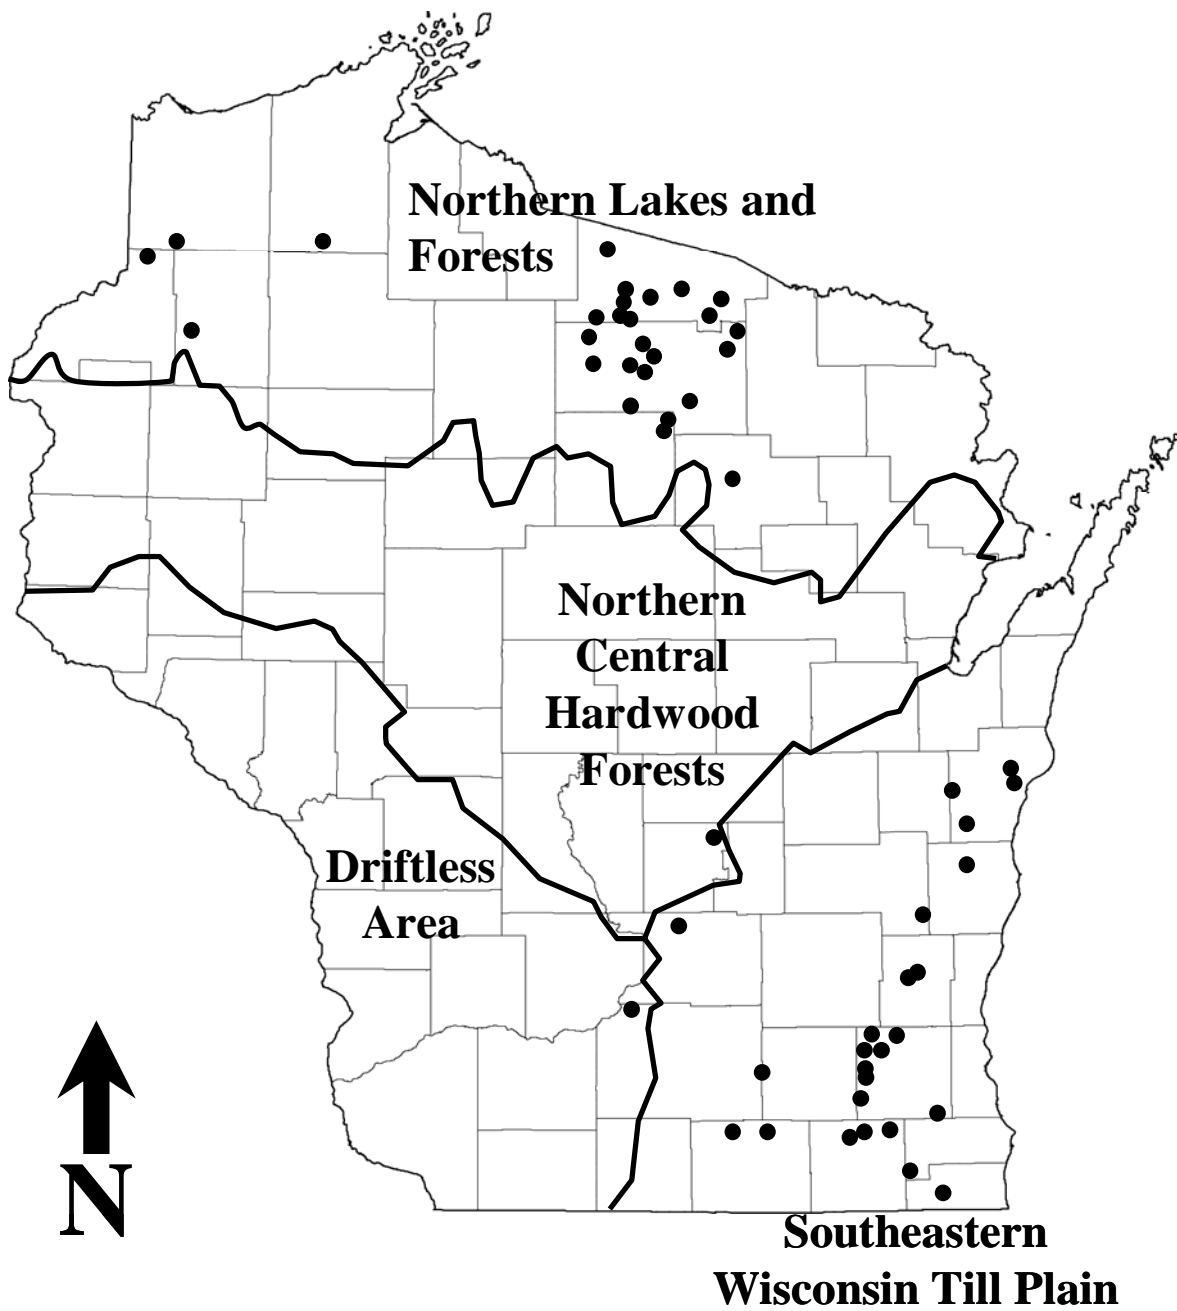 Northern Lakes and
Forests
Northern
Central
Hardwood
Forests
Driftless
Area
N
Southeastern
Wisconsin Till Plain